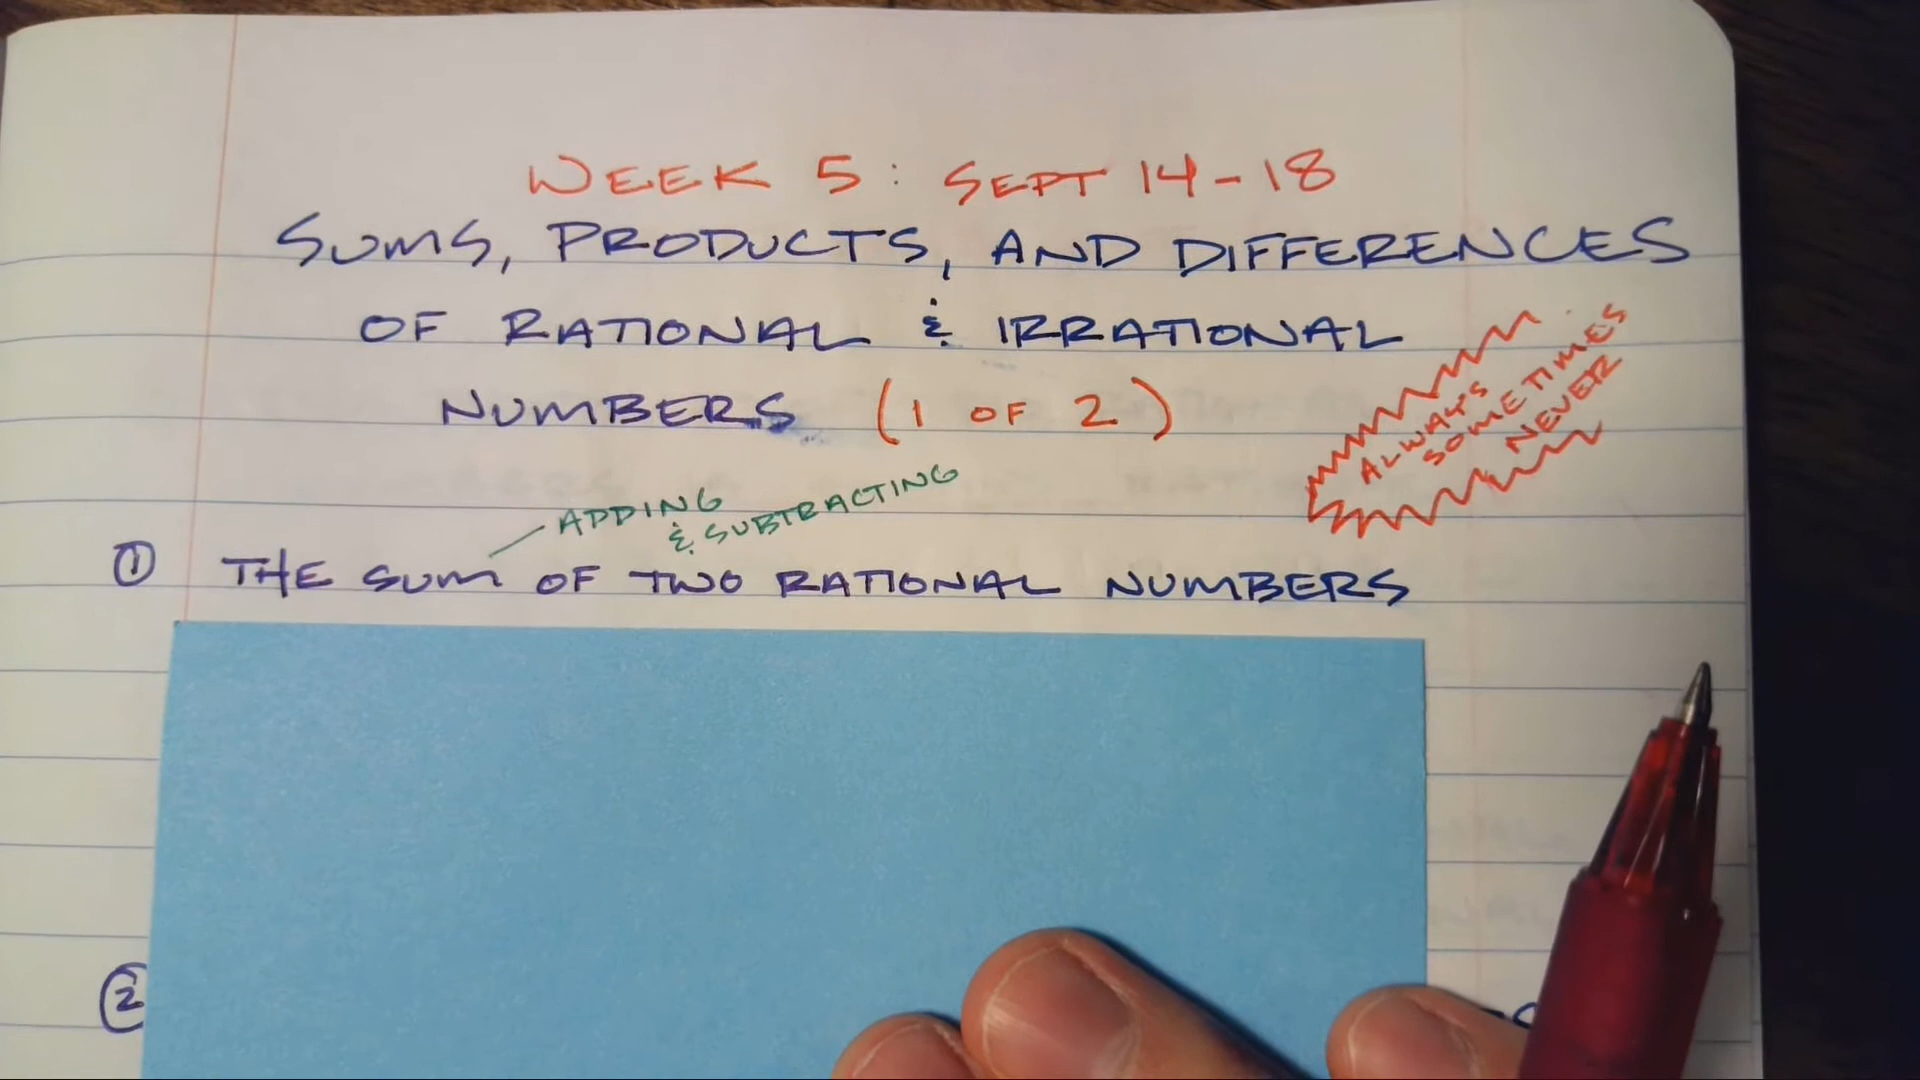 WEEK 5: SEPT 14-18
SUMS, PRODUCTS, AND DIFFERENCES
OF RATIONAL & IRRATIONAL
NUMBERS (1 OF 2)
ALWAYS
SOMETIMES
NEVER
ADDING
& SUBTRACTING
① THE SUM OF TWO RATIONAL NUMBERS
②